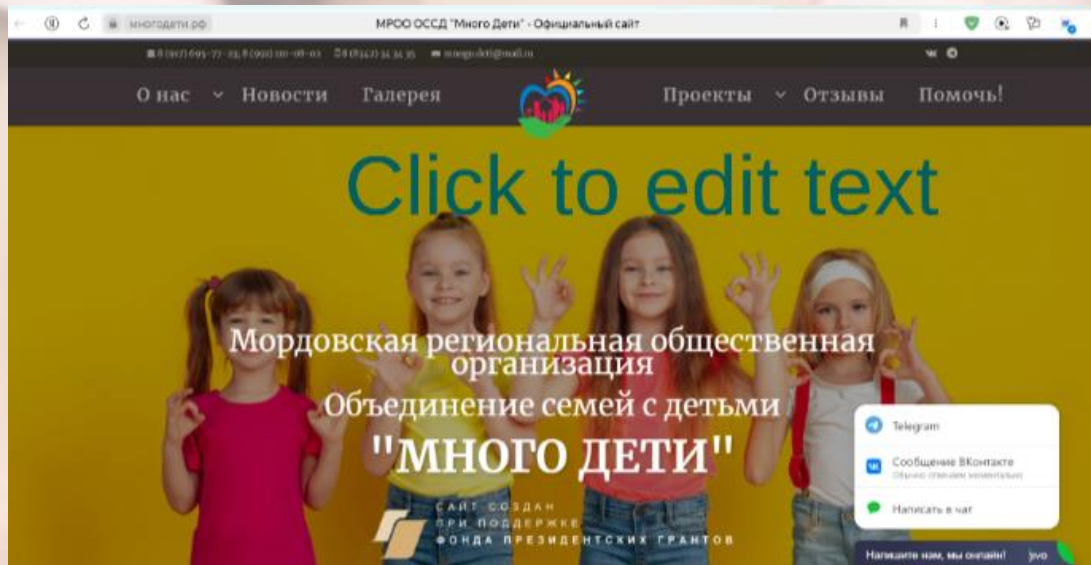 многодети.рф
МРОО ОССД "Много Дети" - Официальный сайт
О нас Новости Галерея Проекты Отзывы Помочь!
Click to edit text
Мордовская региональная общественная
организация
Объединение семей с детьми
"МНОГО ДЕТИ"
САЙТ СОЗДАН
ПРИ ПОДДЕРЖКЕ
ФОНДА ПРЕЗИДЕНТСКИХ ГРАНТОВ
Telegram
Сообщение ВКонтакте
Написать в чат
Напишите нам, мы онлайн! jivo